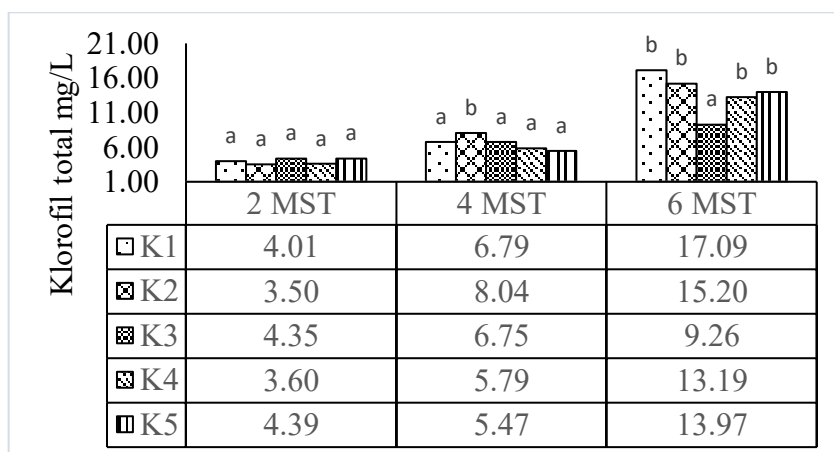 Klorofil total mg/L
21.00
16.00
11.00
6.00
1.00
a a a a a
a b a a a
b b a b b
2 MST 4 MST 6 MST
K1 4.01 6.79 17.09
K2 3.50 8.04 15.20
K3 4.35 6.75 9.26
K4 3.60 5.79 13.19
K5 4.39 5.47 13.97